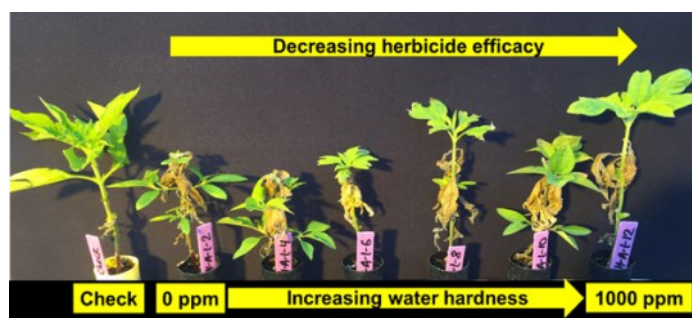 Decreasing herbicide efficacy
Check
0 ppm
Increasing water hardness
1000 ppm